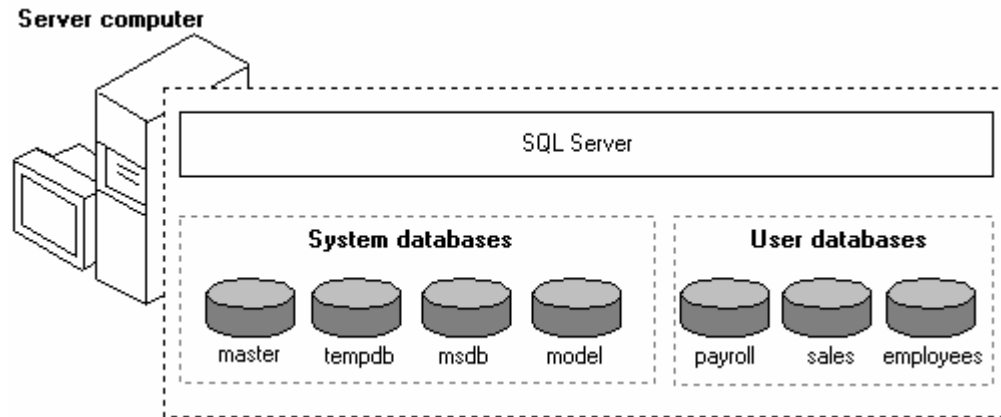 Server computer
SQL Server
System databases
User databases
master
tempdb
msdb
model
payroll
sales
employees